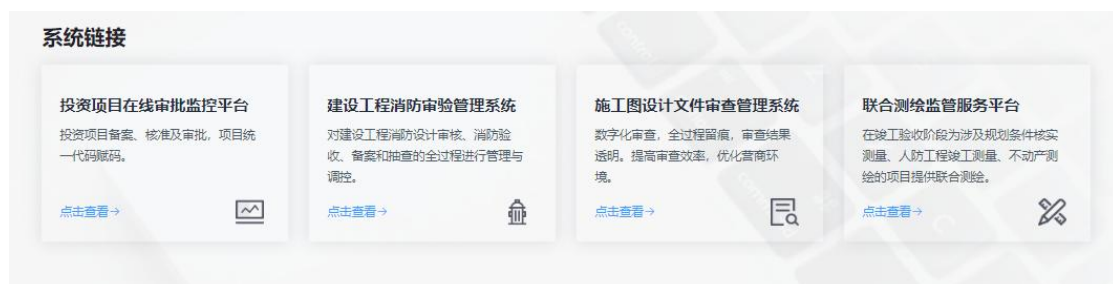 系统链接
投资项目在线审批监控平台
投资项目备案、核准及审批，项目统
一代码赋码。
点击查看→
建设工程消防审验管理系统
对建设工程消防设计审核、消防验
收、备案和抽查的全过程进行管理与
调控。
点击查看→
施工图设计文件审查管理系统
数字化审查，全过程留痕，审查结果
透明。提高审查效率，优化营商环
境。
点击查看→
联合测绘监管服务平台
在竣工验收阶段为涉及规划条件核实
测量、人防工程竣工测量、不动产测
绘的项目提供联合测绘。
点击查看→